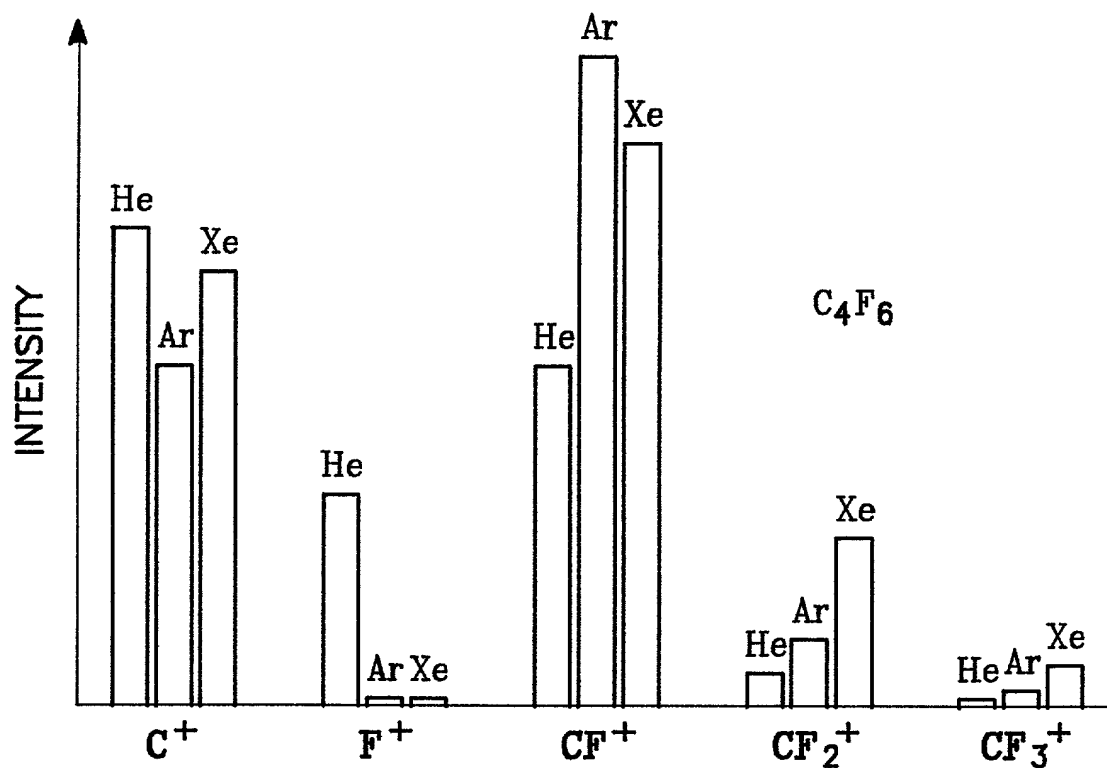 INTENSITY
He
Ar
Xe
He
Ar
Xe
He
Ar
Xe
He
Ar
Xe
He
Ar
Xe
C₄F₆
C⁺
F⁺
CF⁺
CF₂⁺
CF₃⁺